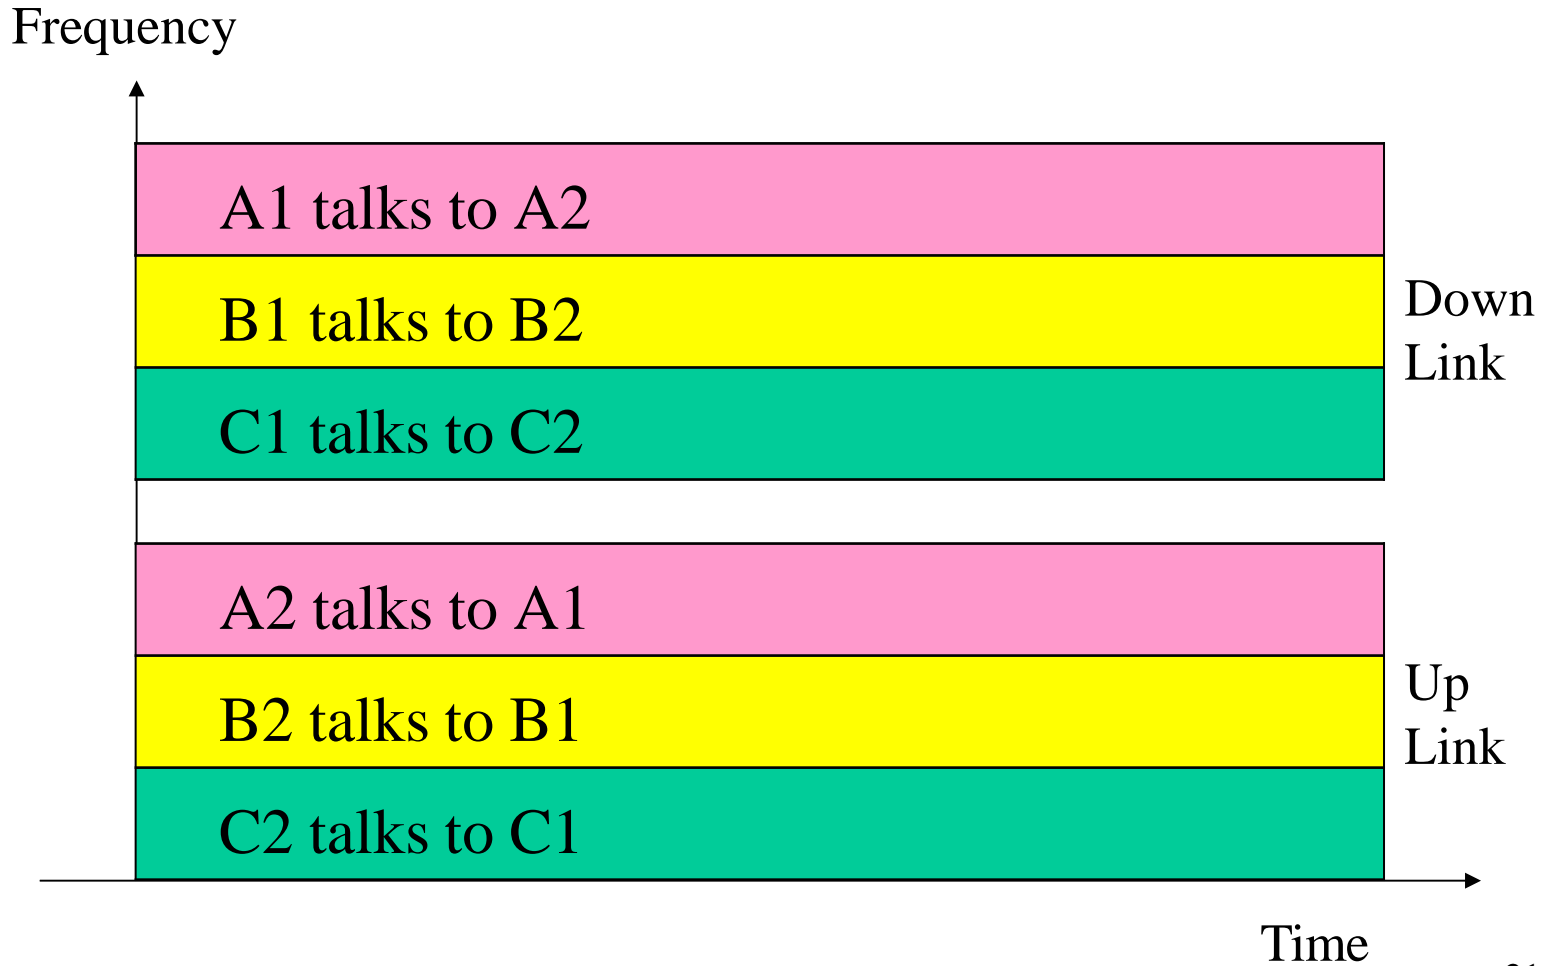 Frequency
A1 talks to A2
B1 talks to B2
Down
Link
C1 talks to C2
A2 talks to A1
B2 talks to B1
Up
Link
C2 talks to C1
Time